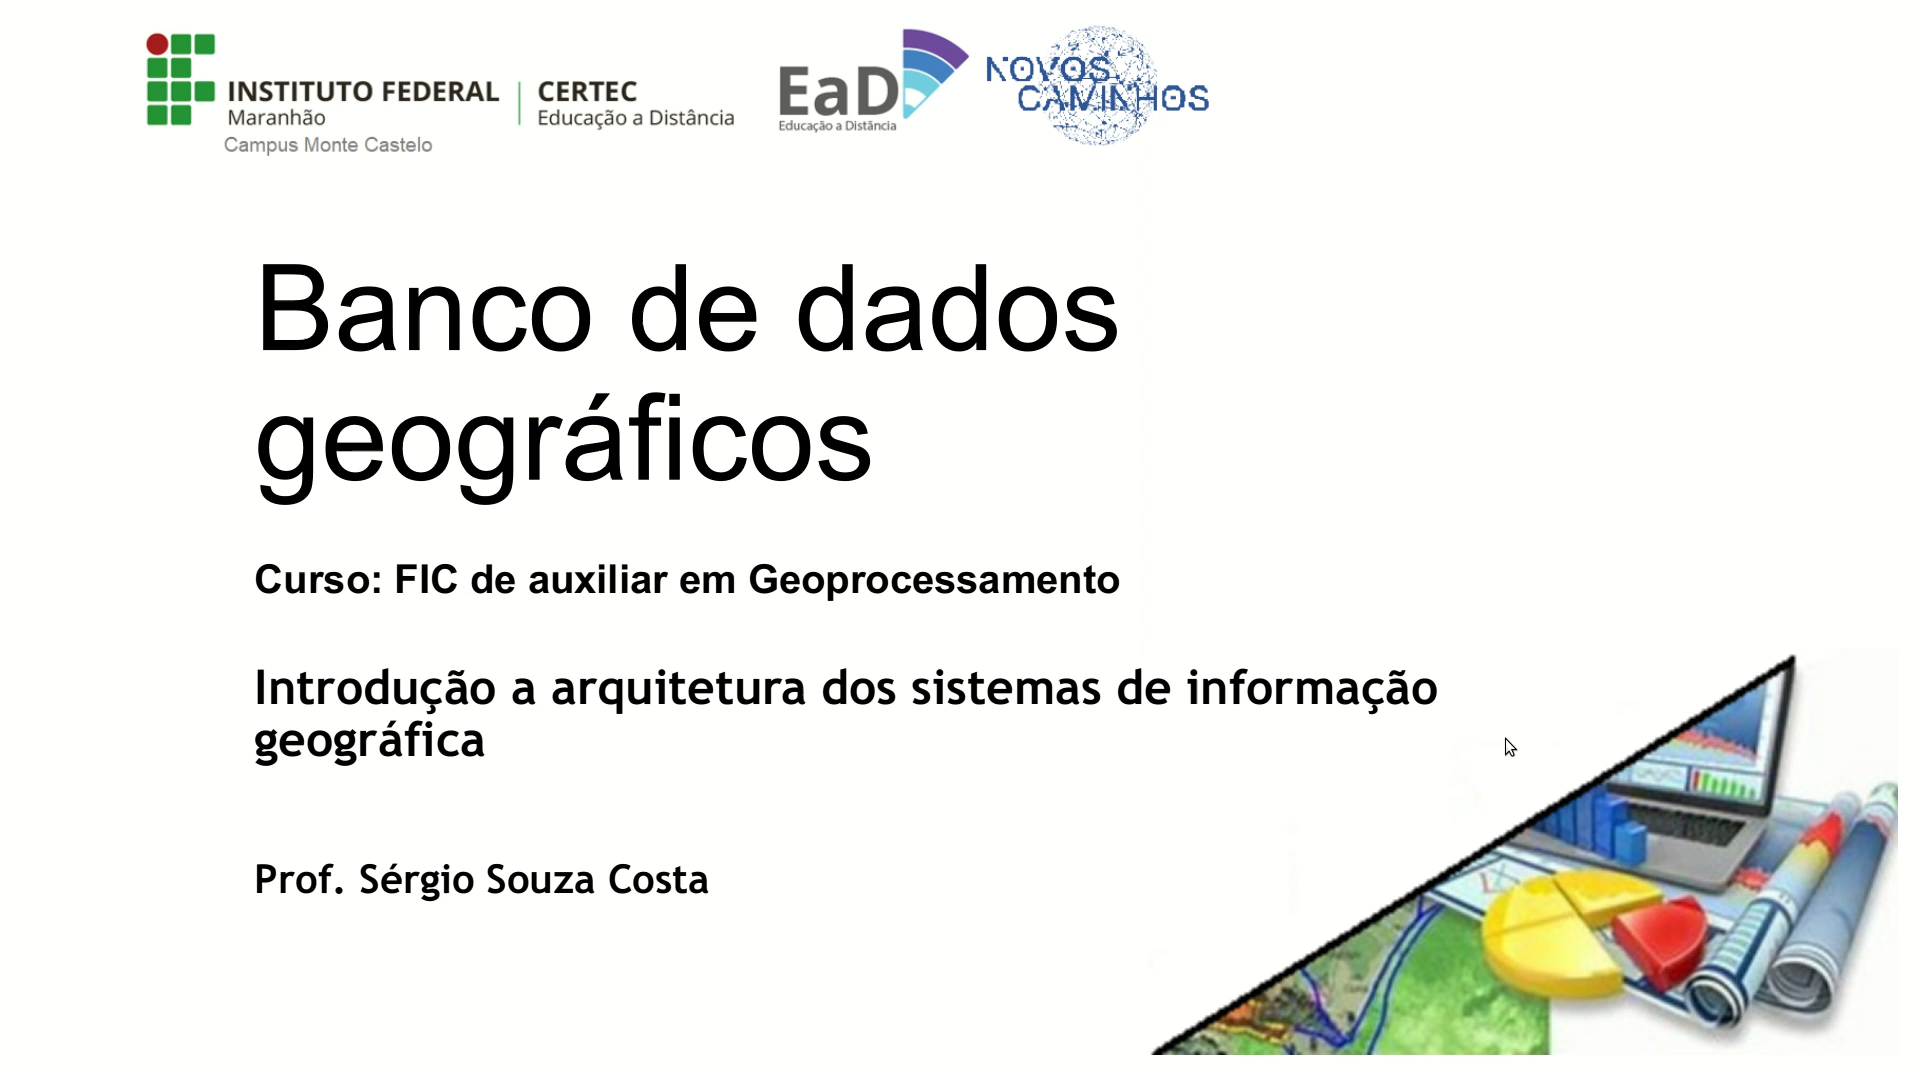 INSTITUTO FEDERAL
Maranhão
Campus Monte Castelo
CERTEC
Educação a Distância
EaD
Educação a Distância
NOVOS
CAMINHOS
Banco de dados
geográficos
Curso: FIC de auxiliar em Geoprocessamento
Introdução a arquitetura dos sistemas de informação
geográfica
Prof. Sérgio Souza Costa